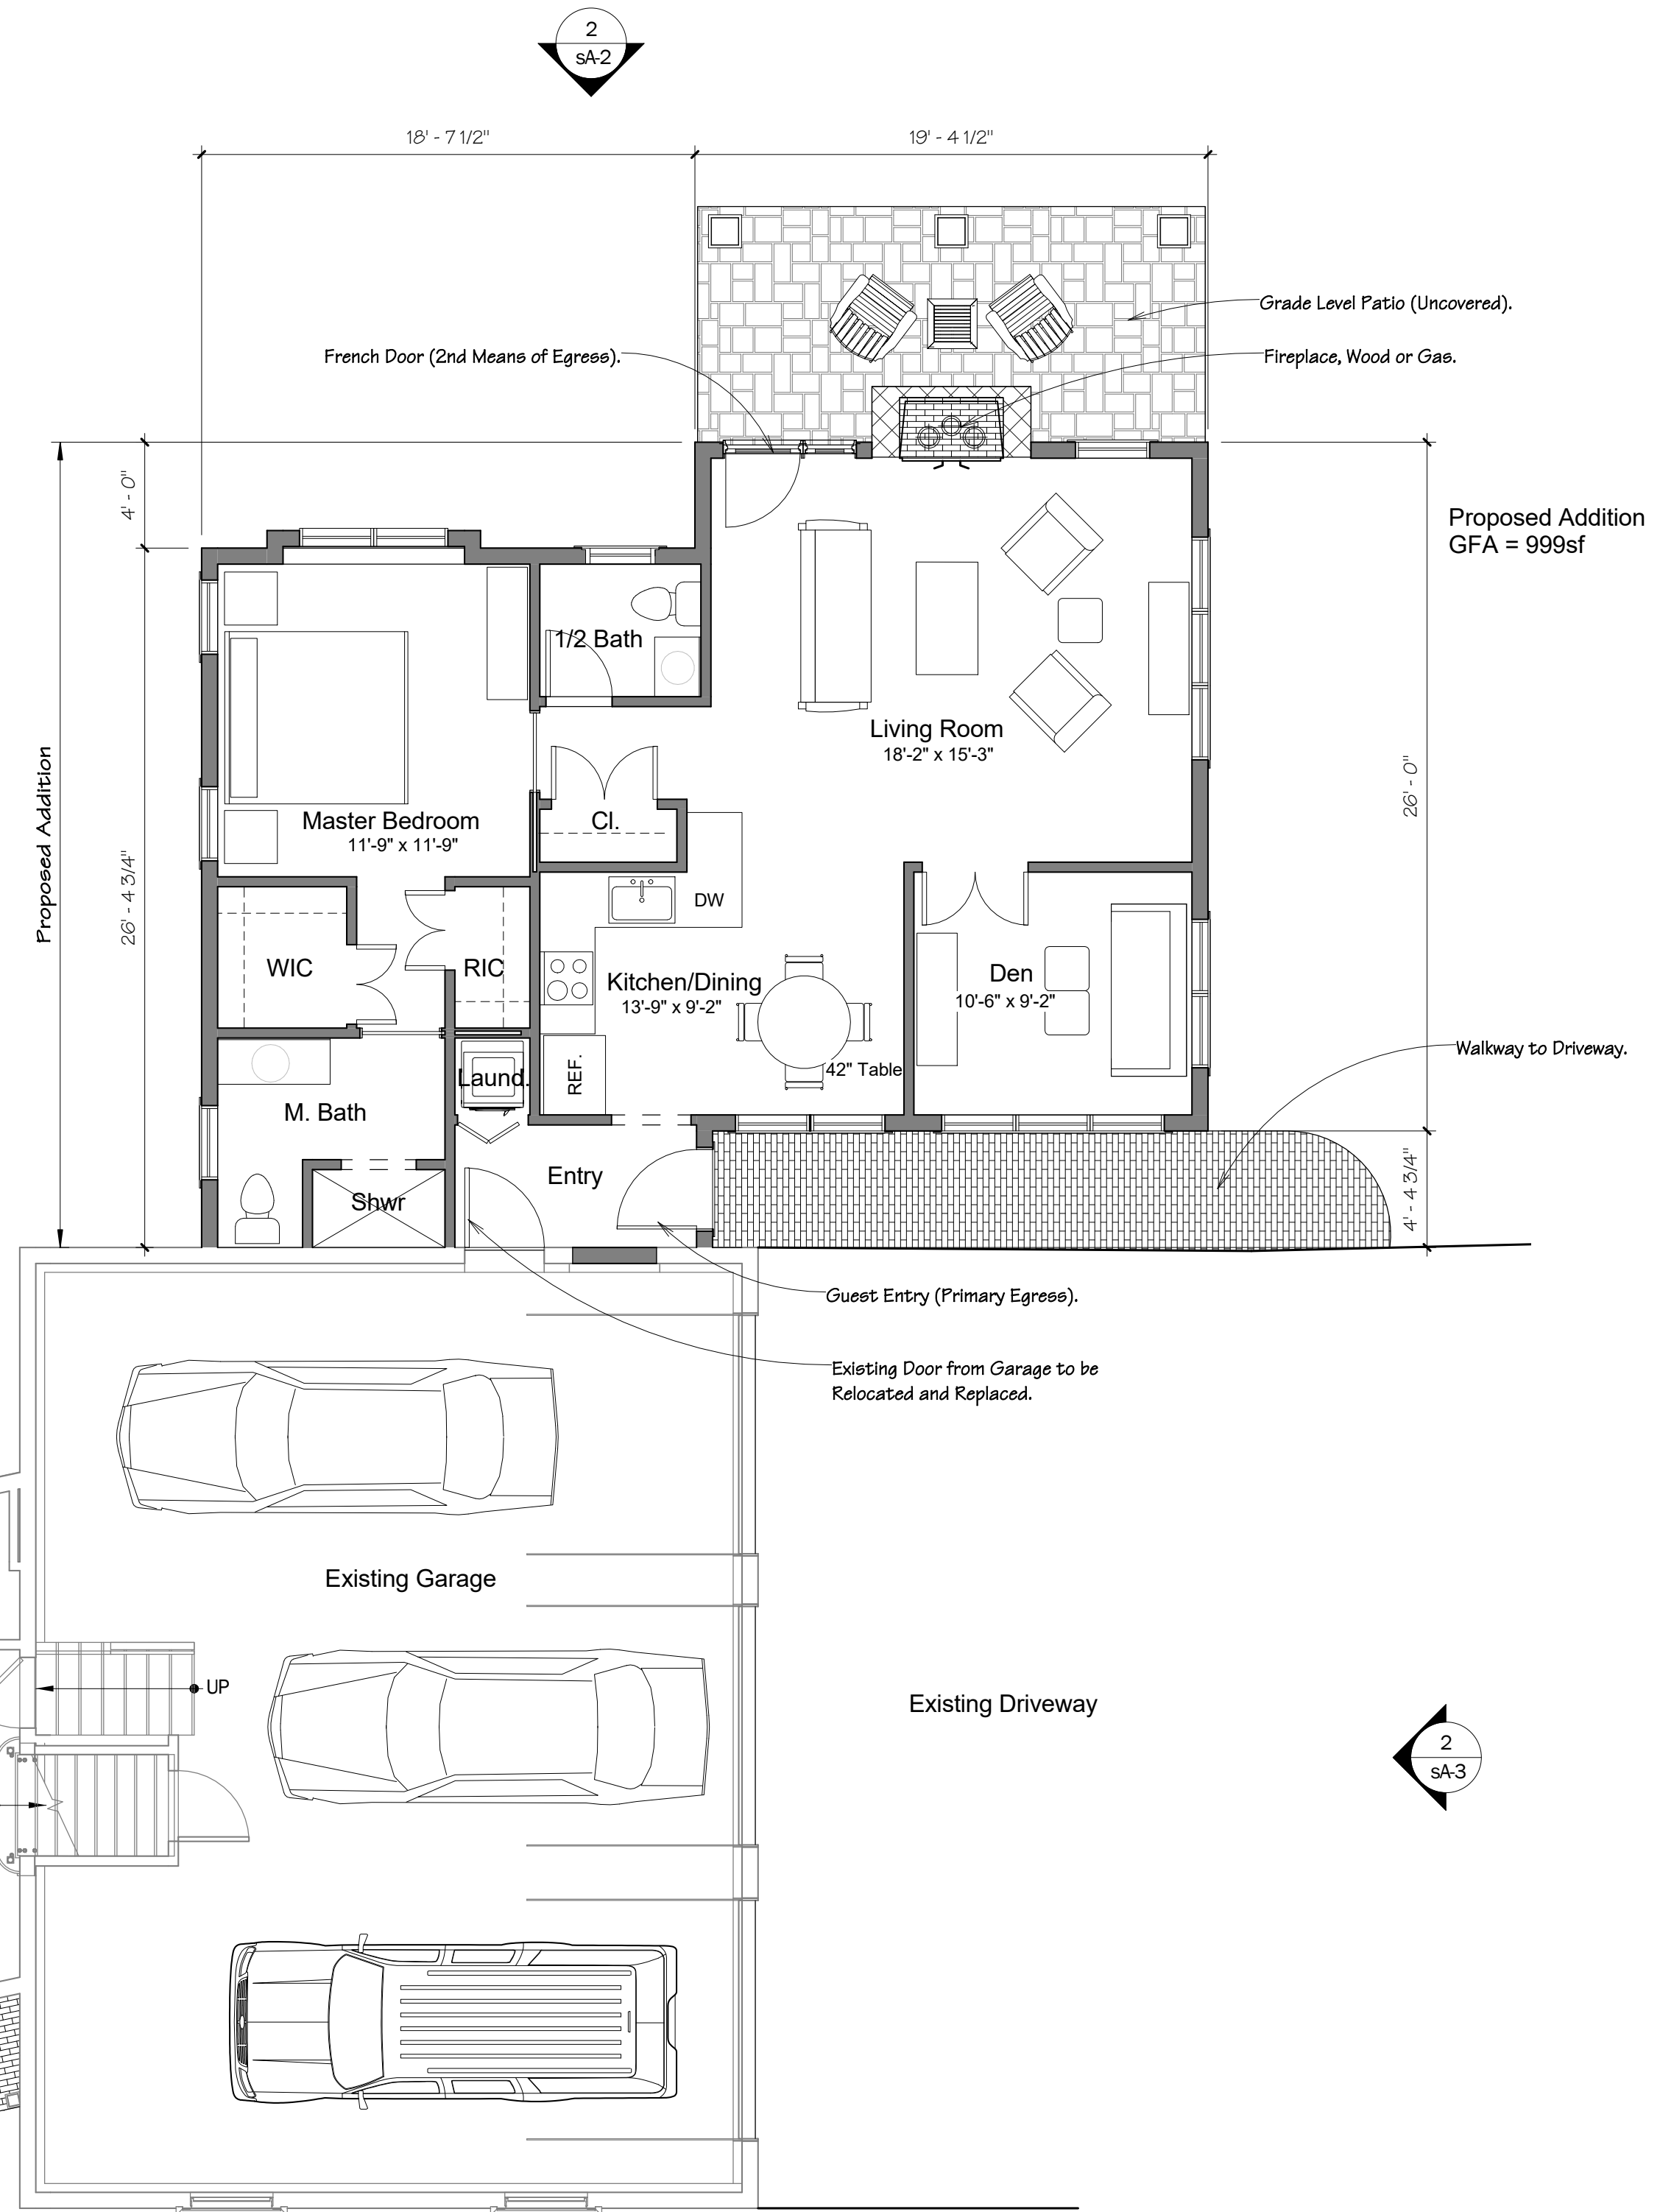 2
sA-2
18' - 7 1/2"
19' - 4 1/2"
Grade Level Patio (Uncovered).
French Door (2nd Means of Egress).
Fireplace, Wood or Gas.
4' - 0"
Proposed Addition
GFA = 999sf
1/2 Bath
Living Room
18'-2" x 15'-3"
26' - 0"
Master Bedroom
11'-9" x 11'-9"
Cl.
Proposed Addition
26' - 4 3/4"
DW
WIC
RIC
Kitchen/Dining
13'-9" x 9'-2"
Den
10'-6" x 9'-2"
Walkway to Driveway.
42" Table
REF.
Laund.
M. Bath
Entry
Shwr
4' - 4 3/4"
Guest Entry (Primary Egress).
Existing Door from Garage to be
Relocated and Replaced.
Existing Garage
UP
Existing Driveway
2
sA-3